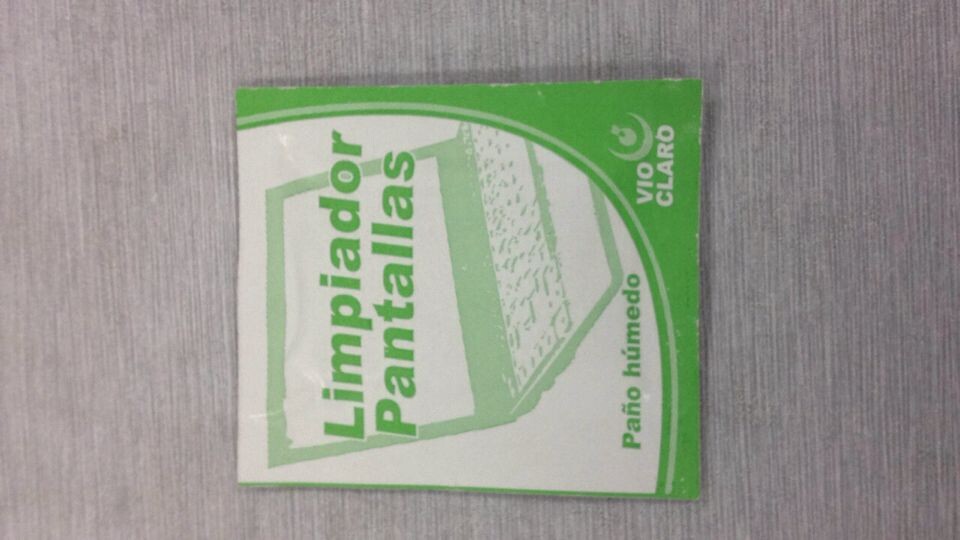 Limpiador
Pantallas
Paño húmedo
VIO
CLARO